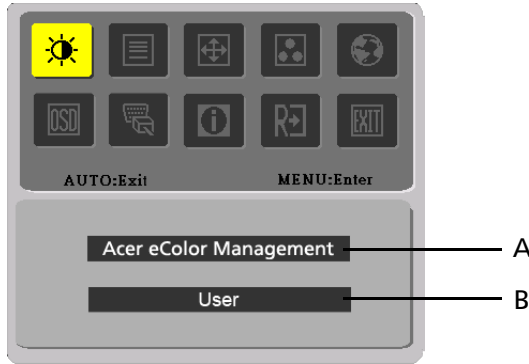 OSD
i
R
EXIT
AUTO:Exit MENU:Enter
Acer eColor Management A
User B